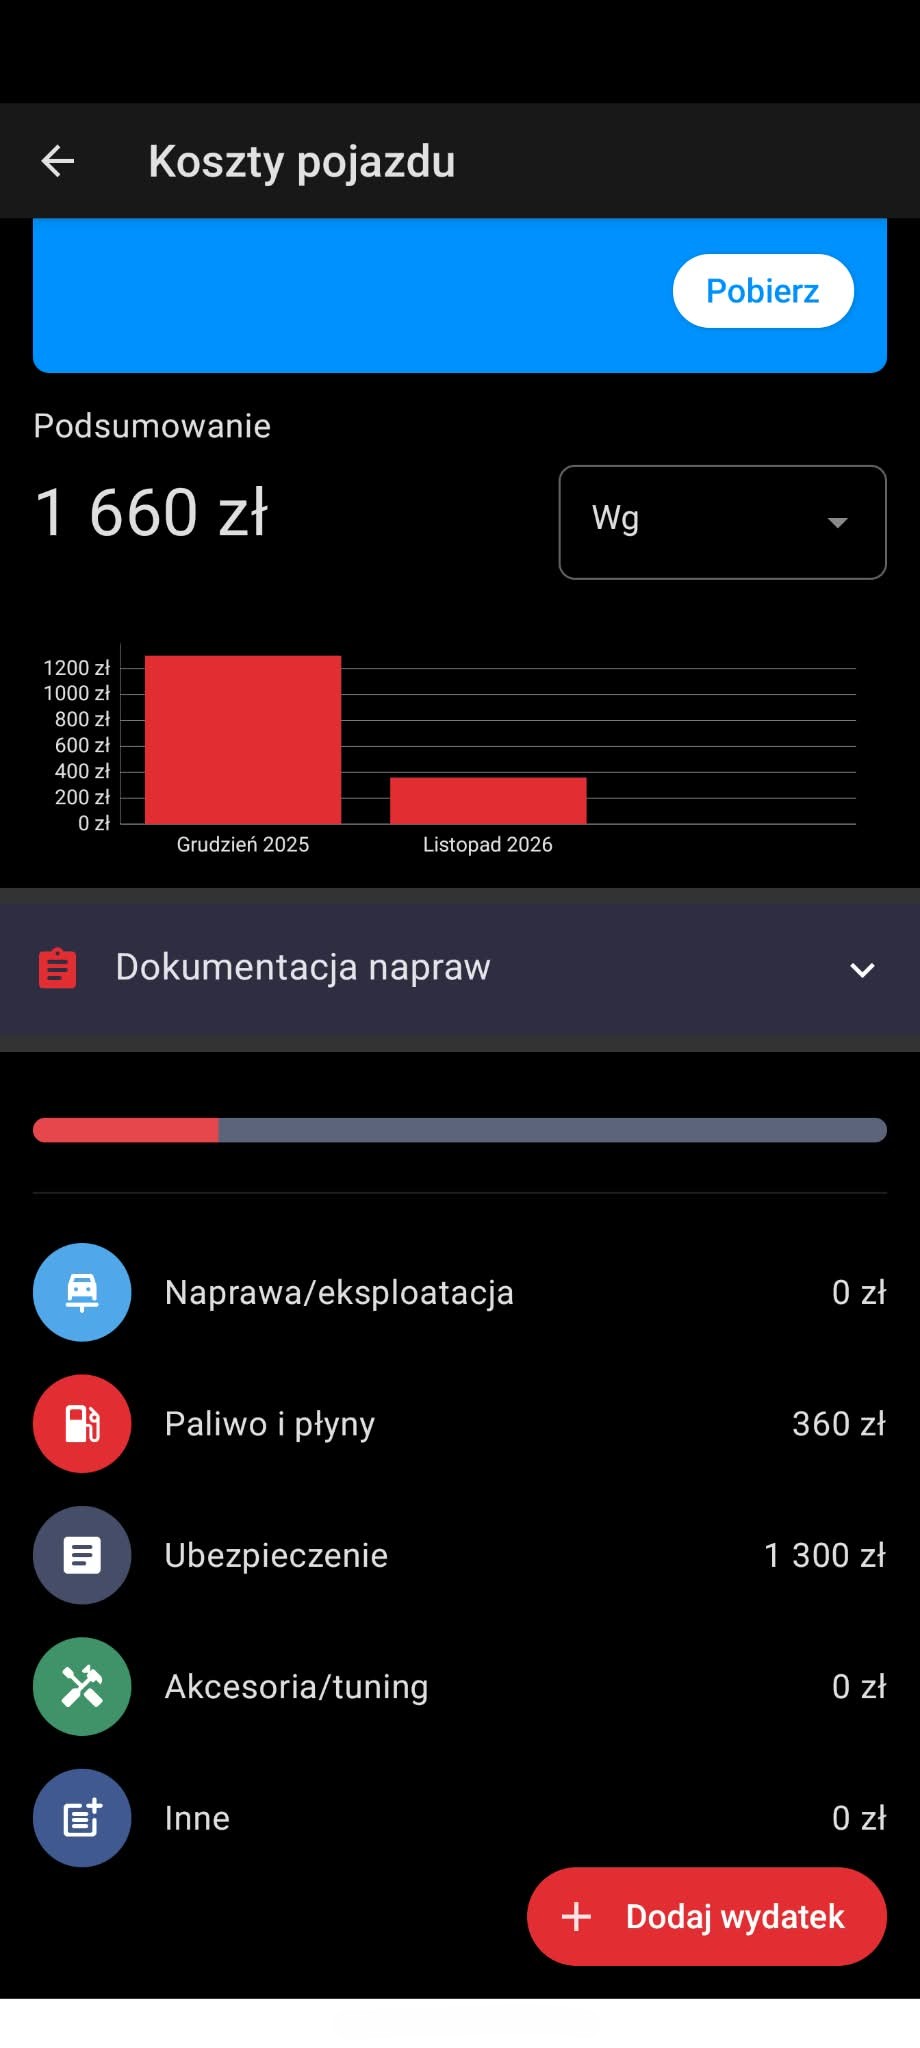 Koszty pojazdu
Pobierz
Podsumowanie
1 660 zł
Wg
1200 zł
1000 zł
800 zł
600 zł
400 zł
200 zł
0 zł
Grudzień 2025
Listopad 2026
Dokumentacja napraw
Naprawa/eksploatacja 0 zł
Paliwo i płyny 360 zł
Ubezpieczenie 1 300 zł
Akcesoria/tuning 0 zł
Inne 0 zł
+ Dodaj wydatek